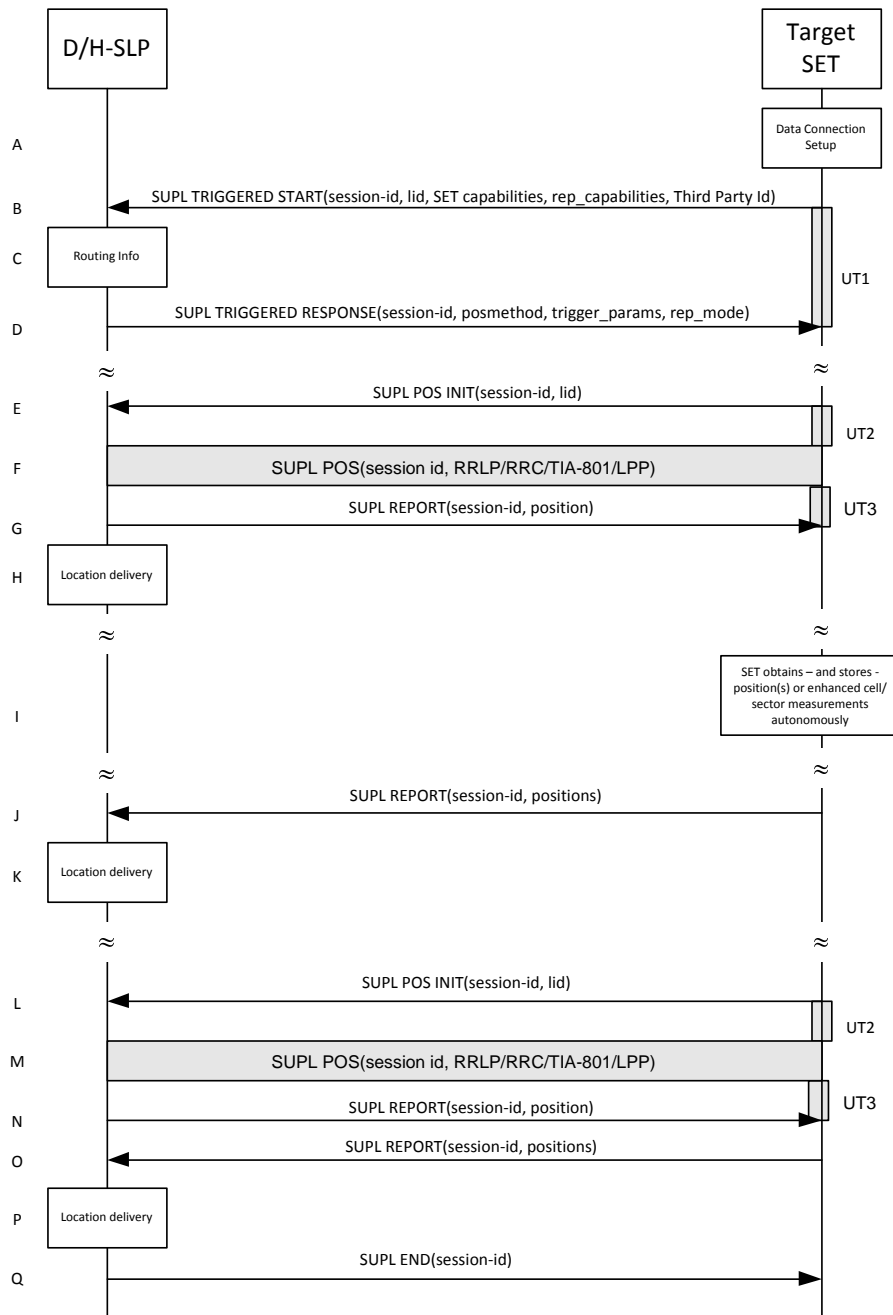 D/H-SLP
Target
SET
A
Data Connection
Setup
B
SUPL TRIGGERED START(session-id, lid, SET capabilities, rep_capabilities, Third Party Id)
C
Routing Info
UT1
D
SUPL TRIGGERED RESPONSE(session-id, posmethod, trigger_params, rep_mode)
≈
≈
E
SUPL POS INIT(session-id, lid)
UT2
F
SUPL POS(session id, RRLP/RRC/TIA-801/LPP)
G
SUPL REPORT(session-id, position)
UT3
H
Location delivery
≈
≈
I
SET obtains – and stores -
position(s) or enhanced cell/
sector measurements
autonomously
≈
≈
J
SUPL REPORT(session-id, positions)
K
Location delivery
≈
≈
L
SUPL POS INIT(session-id, lid)
UT2
M
SUPL POS(session id, RRLP/RRC/TIA-801/LPP)
N
SUPL REPORT(session-id, position)
UT3
O
SUPL REPORT(session-id, positions)
P
Location delivery
Q
SUPL END(session-id)